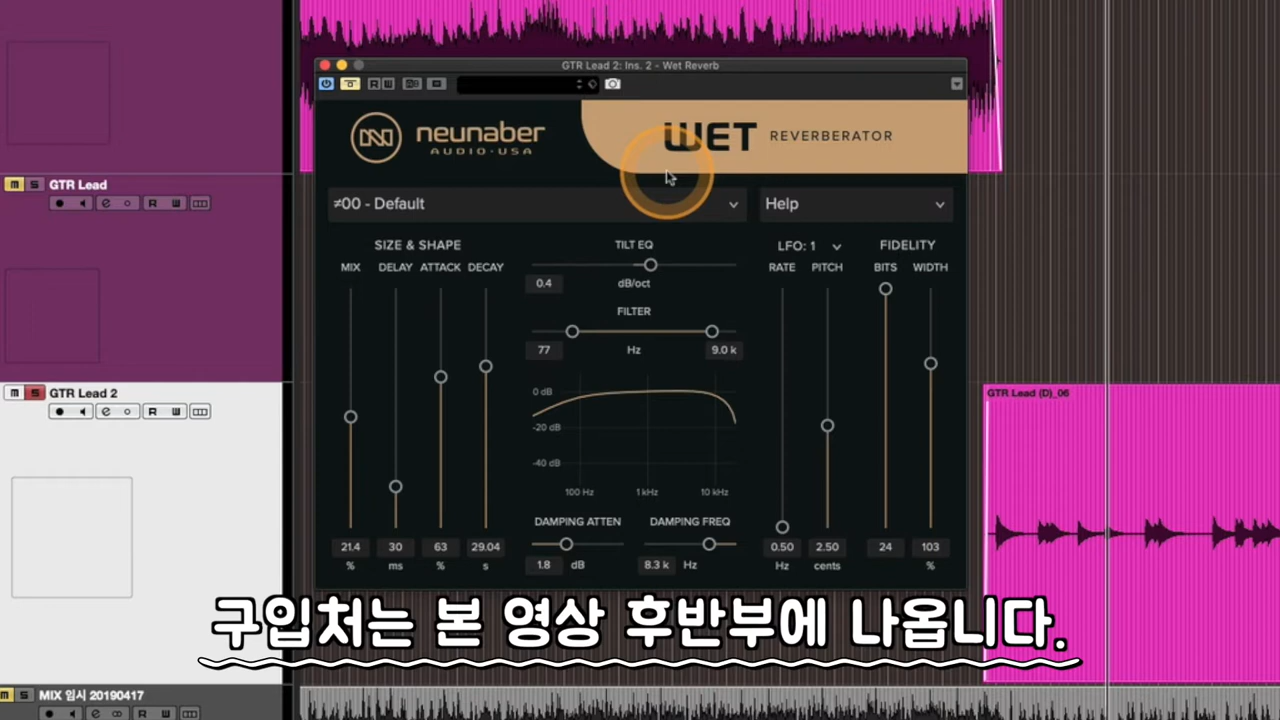 GTR Lead 2: Ins. 2 - Wet Reverb
R W
neunaber
AUDIO·USA
WET REVERBERATOR
≠00 - Default
Help
m S GTR Lead
R W
SIZE & SHAPE
MIX DELAY ATTACK DECAY
TILT EQ
0.4
dB/oct
FILTER
77 Hz 9.0 k
LFO: 1
RATE PITCH
FIDELITY
BITS WIDTH
0 dB
-20 dB
-40 dB
100 Hz 1 kHz 10 kHz
DAMPING ATTEN DAMPING FREQ
21.4 30 63 29.04
% ms % s
1.8 dB 8.3 k Hz
0.50 2.50 24 103
Hz cents %
m S GTR Lead 2
R W
GTR Lead (D)_06
구입처는 본 영상 후반부에 나옵니다.
m S MIX 임시 20190417
R W